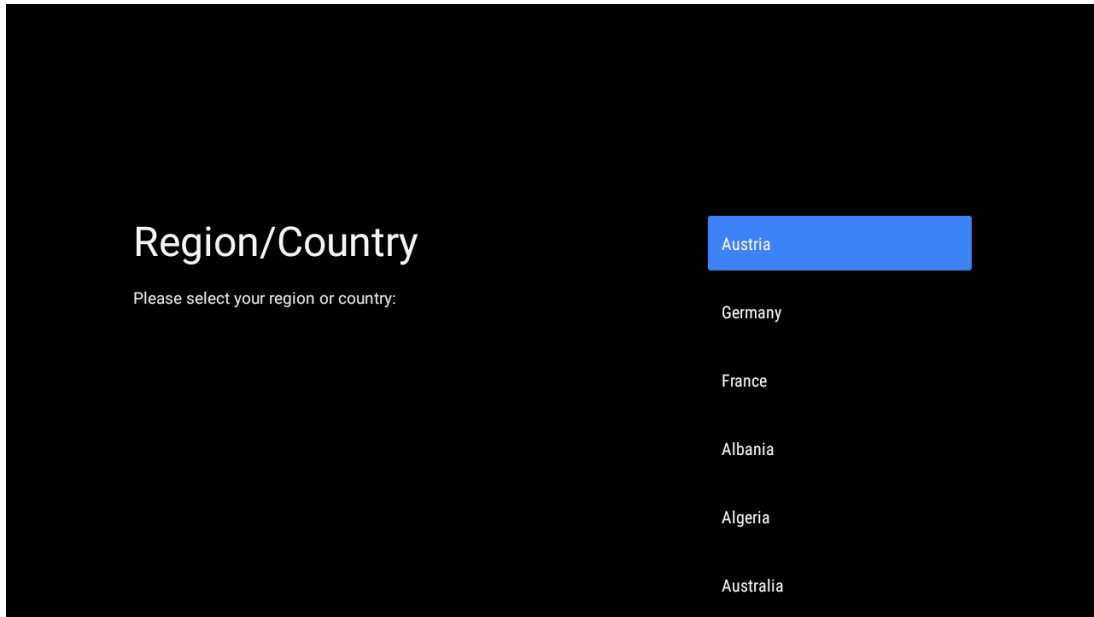 Region/Country
Please select your region or country:
Austria
Germany
France
Albania
Algeria
Australia